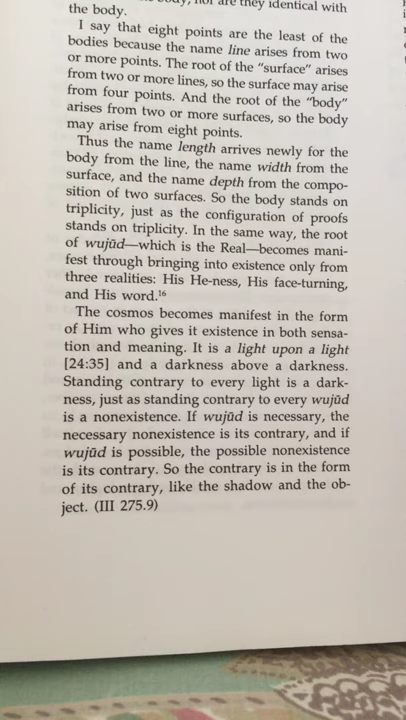 body, nor are they identical with
the body.
I say that eight points are the least of the
bodies because the name line arises from two
or more points. The root of the "surface" arises
from two or more lines, so the surface may arise
from four points. And the root of the "body"
arises from two or more surfaces, so the body
may arise from eight points.
Thus the name length arrives newly for the
body from the line, the name width from the
surface, and the name depth from the compo-
sition of two surfaces. So the body stands on
triplicity, just as the configuration of proofs
stands on triplicity. In the same way, the root
of wujūd—which is the Real—becomes mani-
fest through bringing into existence only from
three realities: His He-ness, His face-turning,
and His word.16
The cosmos becomes manifest in the form
of Him who gives it existence in both sensa-
tion and meaning. It is a light upon a light
[24:35] and a darkness above a darkness.
Standing contrary to every light is a dark-
ness, just as standing contrary to every wujūd
is a nonexistence. If wujūd is necessary, the
necessary nonexistence is its contrary, and if
wujūd is possible, the possible nonexistence
is its contrary. So the contrary is in the form
of its contrary, like the shadow and the ob-
ject. (III 275.9)